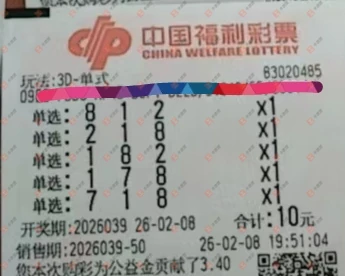 中国福利彩票
CHINA WELFARE LOTTERY
玩法:3D-单式 83020485
单选: 8 1 2 X1
单选: 2 1 8 X1
单选: 1 8 2 X1
单选: 1 7 8 X1
单选: 7 1 8 X1
开奖期:2026039 26-02-08 合计:10元
销售期:2026039-50 26-02-08 19:51:04
您本次购彩为公益金贡献了3.40